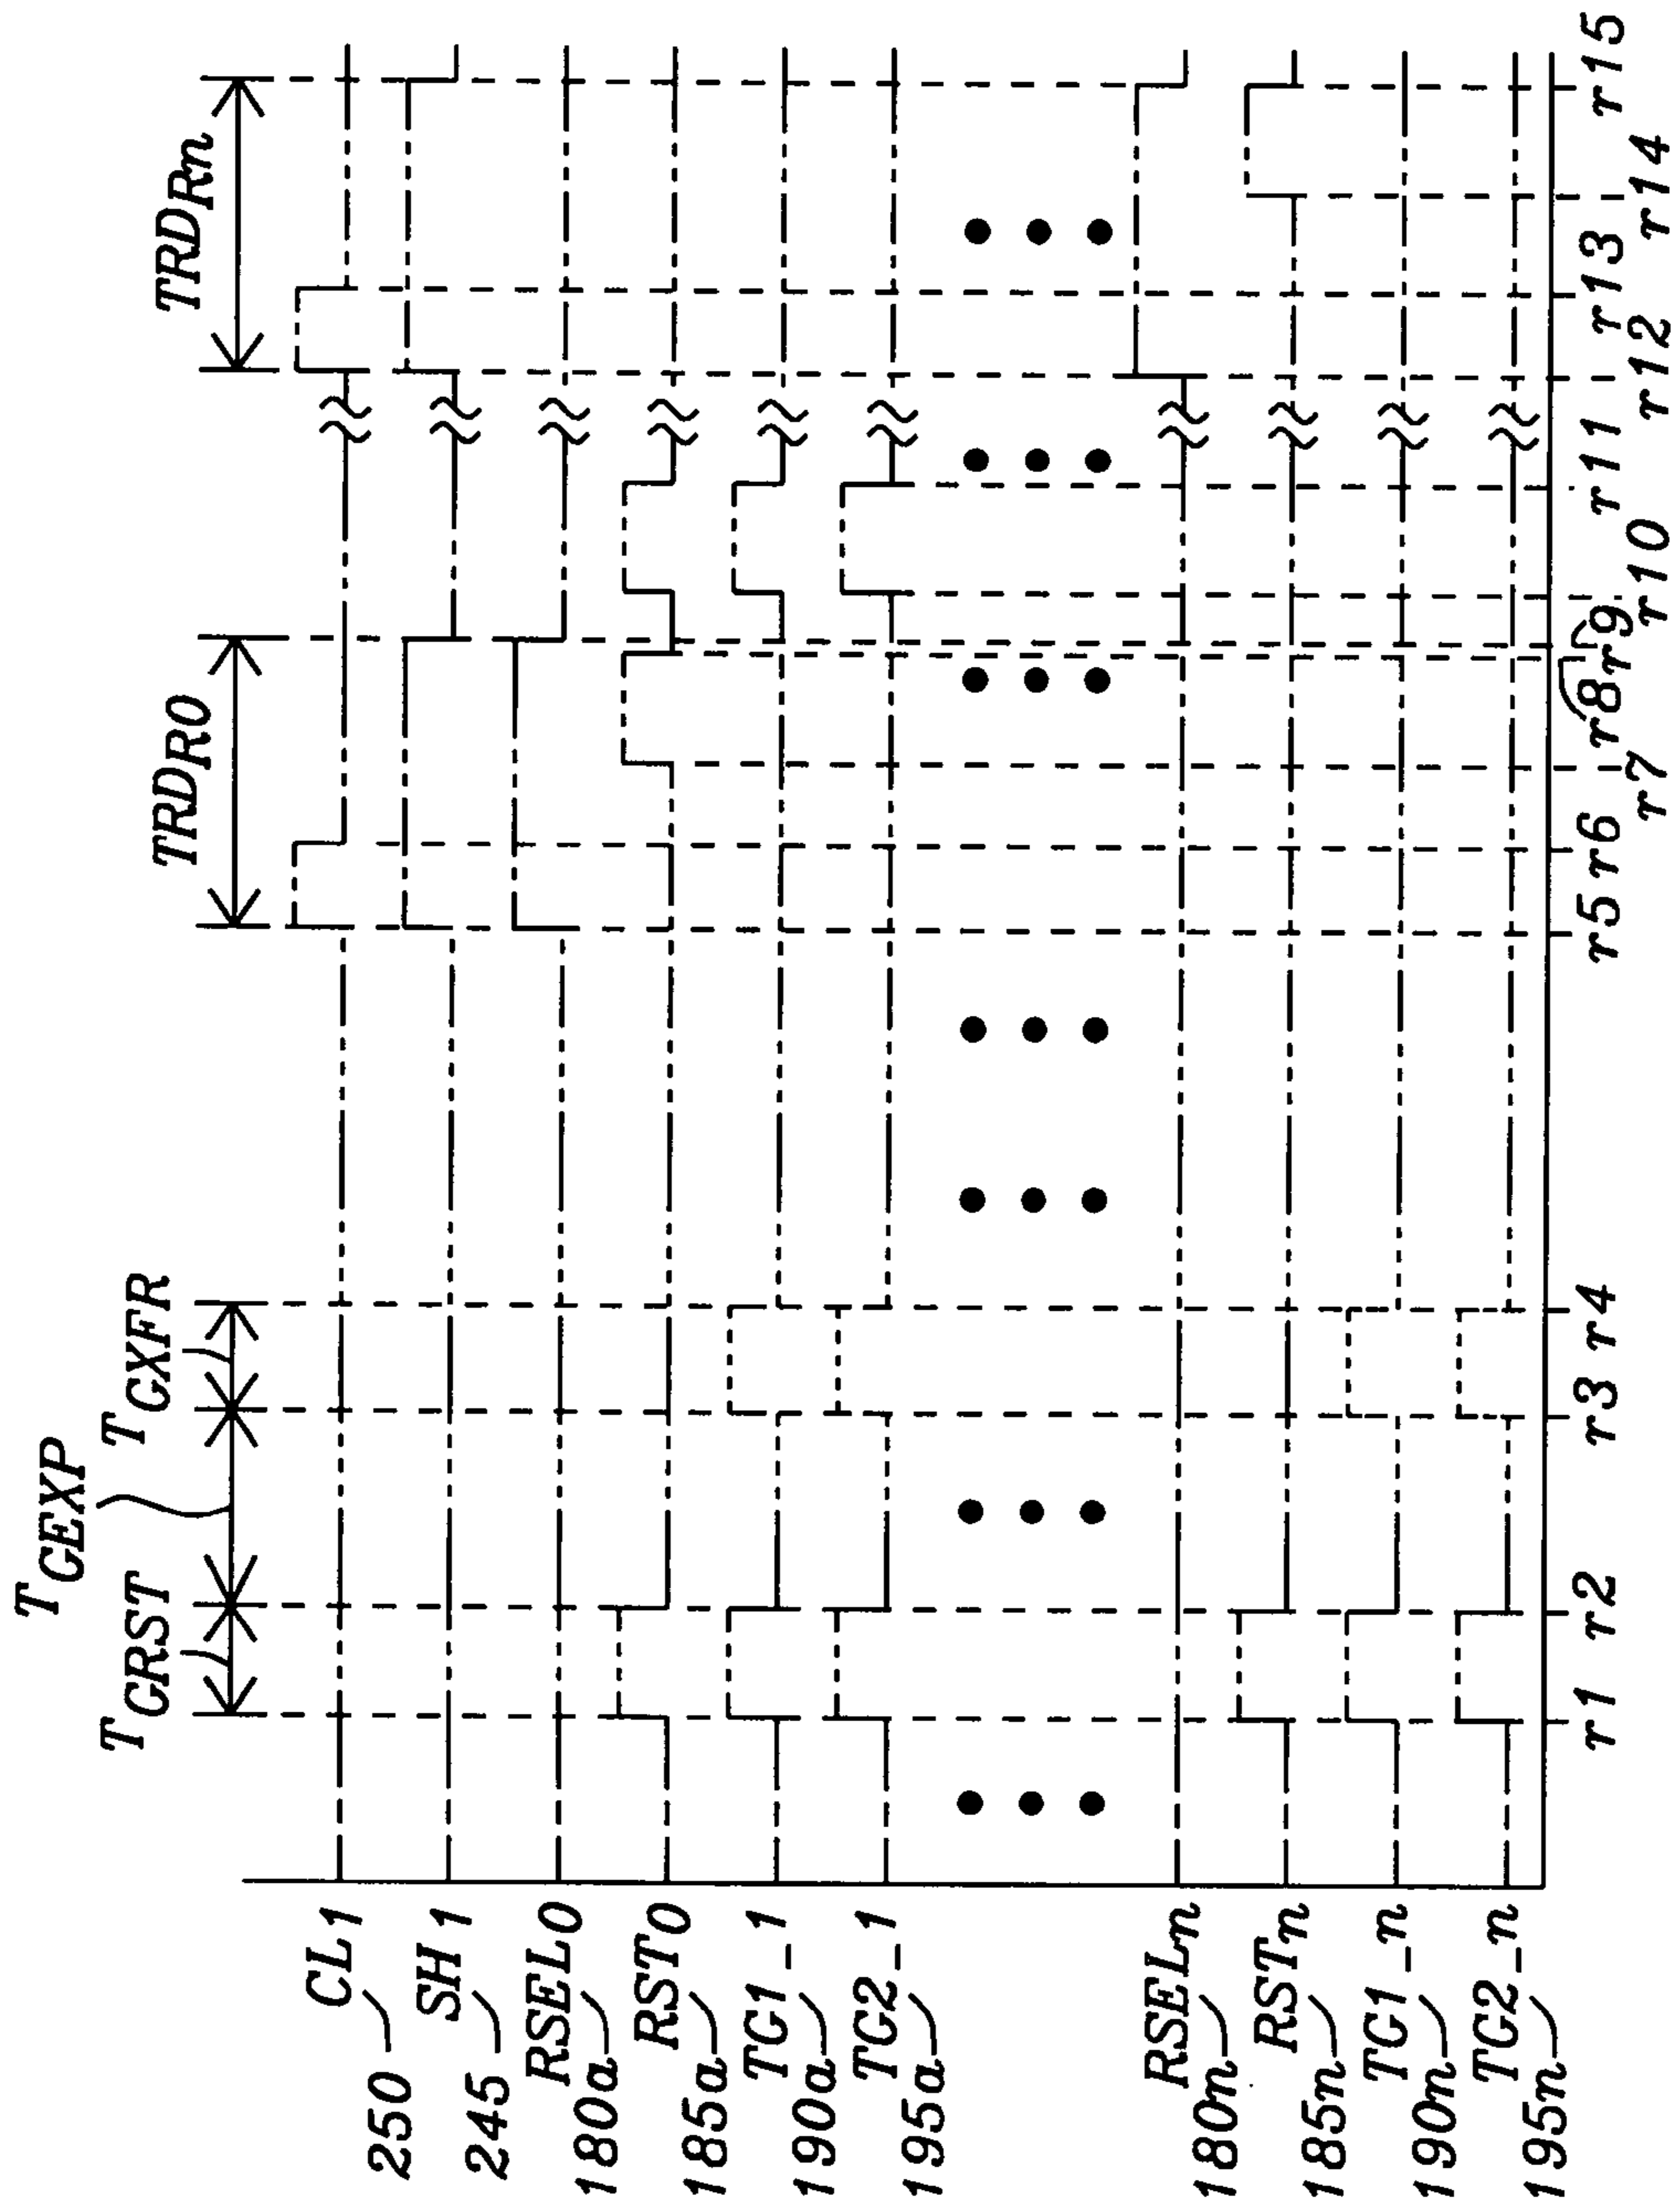 T_GEXP
T_GRST T_GXFR TRD_R0 TRD_Rn
CL1
250
SH1
245
RSEL0
180a
RST0
185a
TG1_1
190a
TG2_1
195a
RSELn
180n
RSTn
185n
TG1_n
190n
TG2_n
195n
r1 r2 r3 r4 r5 r6 r7 r8 r9 r10 r11 r12 r13 r14 r15